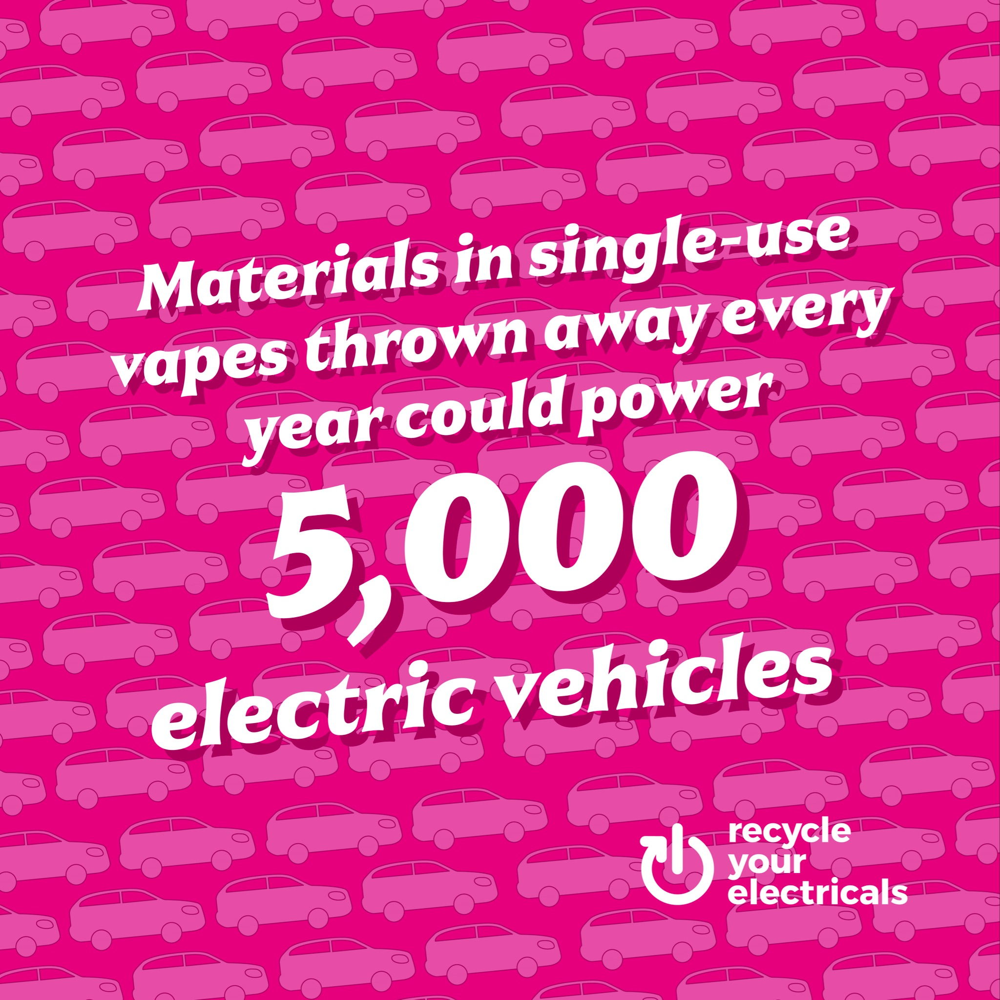 Materials in single-use
vapes thrown away every
year could power
5,000
electric vehicles
recycle
your
electricals